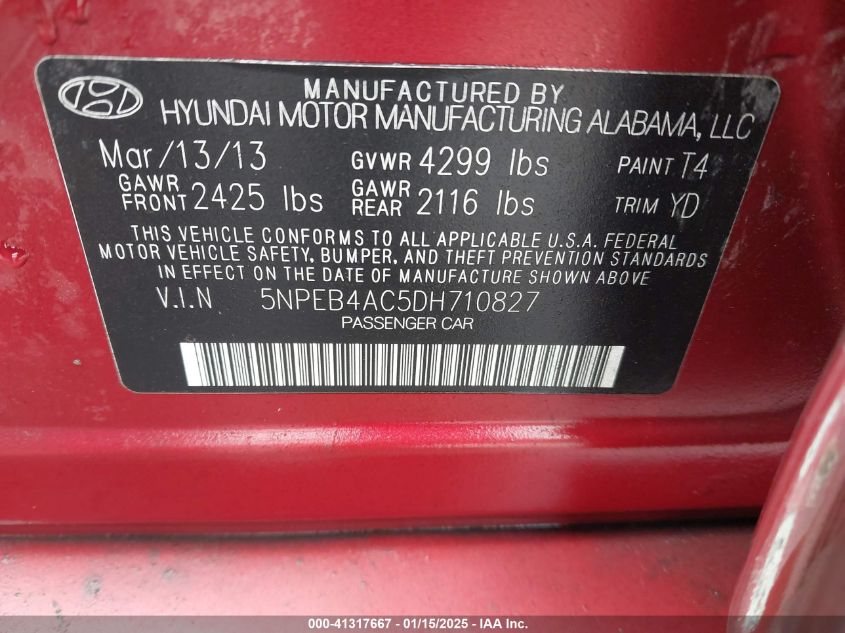 MANUFACTURED BY
HYUNDAI MOTOR MANUFACTURING ALABAMA, LLC
Mar/13/13 GVWR 4299 lbs PAINT T4
GAWR FRONT 2425 lbs GAWR REAR 2116 lbs TRIM YD
THIS VEHICLE CONFORMS TO ALL APPLICABLE U.S.A. FEDERAL
MOTOR VEHICLE SAFETY, BUMPER, AND THEFT PREVENTION STANDARDS
IN EFFECT ON THE DATE OF MANUFACTURE SHOWN ABOVE.
V.I.N 5NPEB4AC5DH710827
PASSENGER CAR
000-41317667 - 01/15/2025 - IAA Inc.